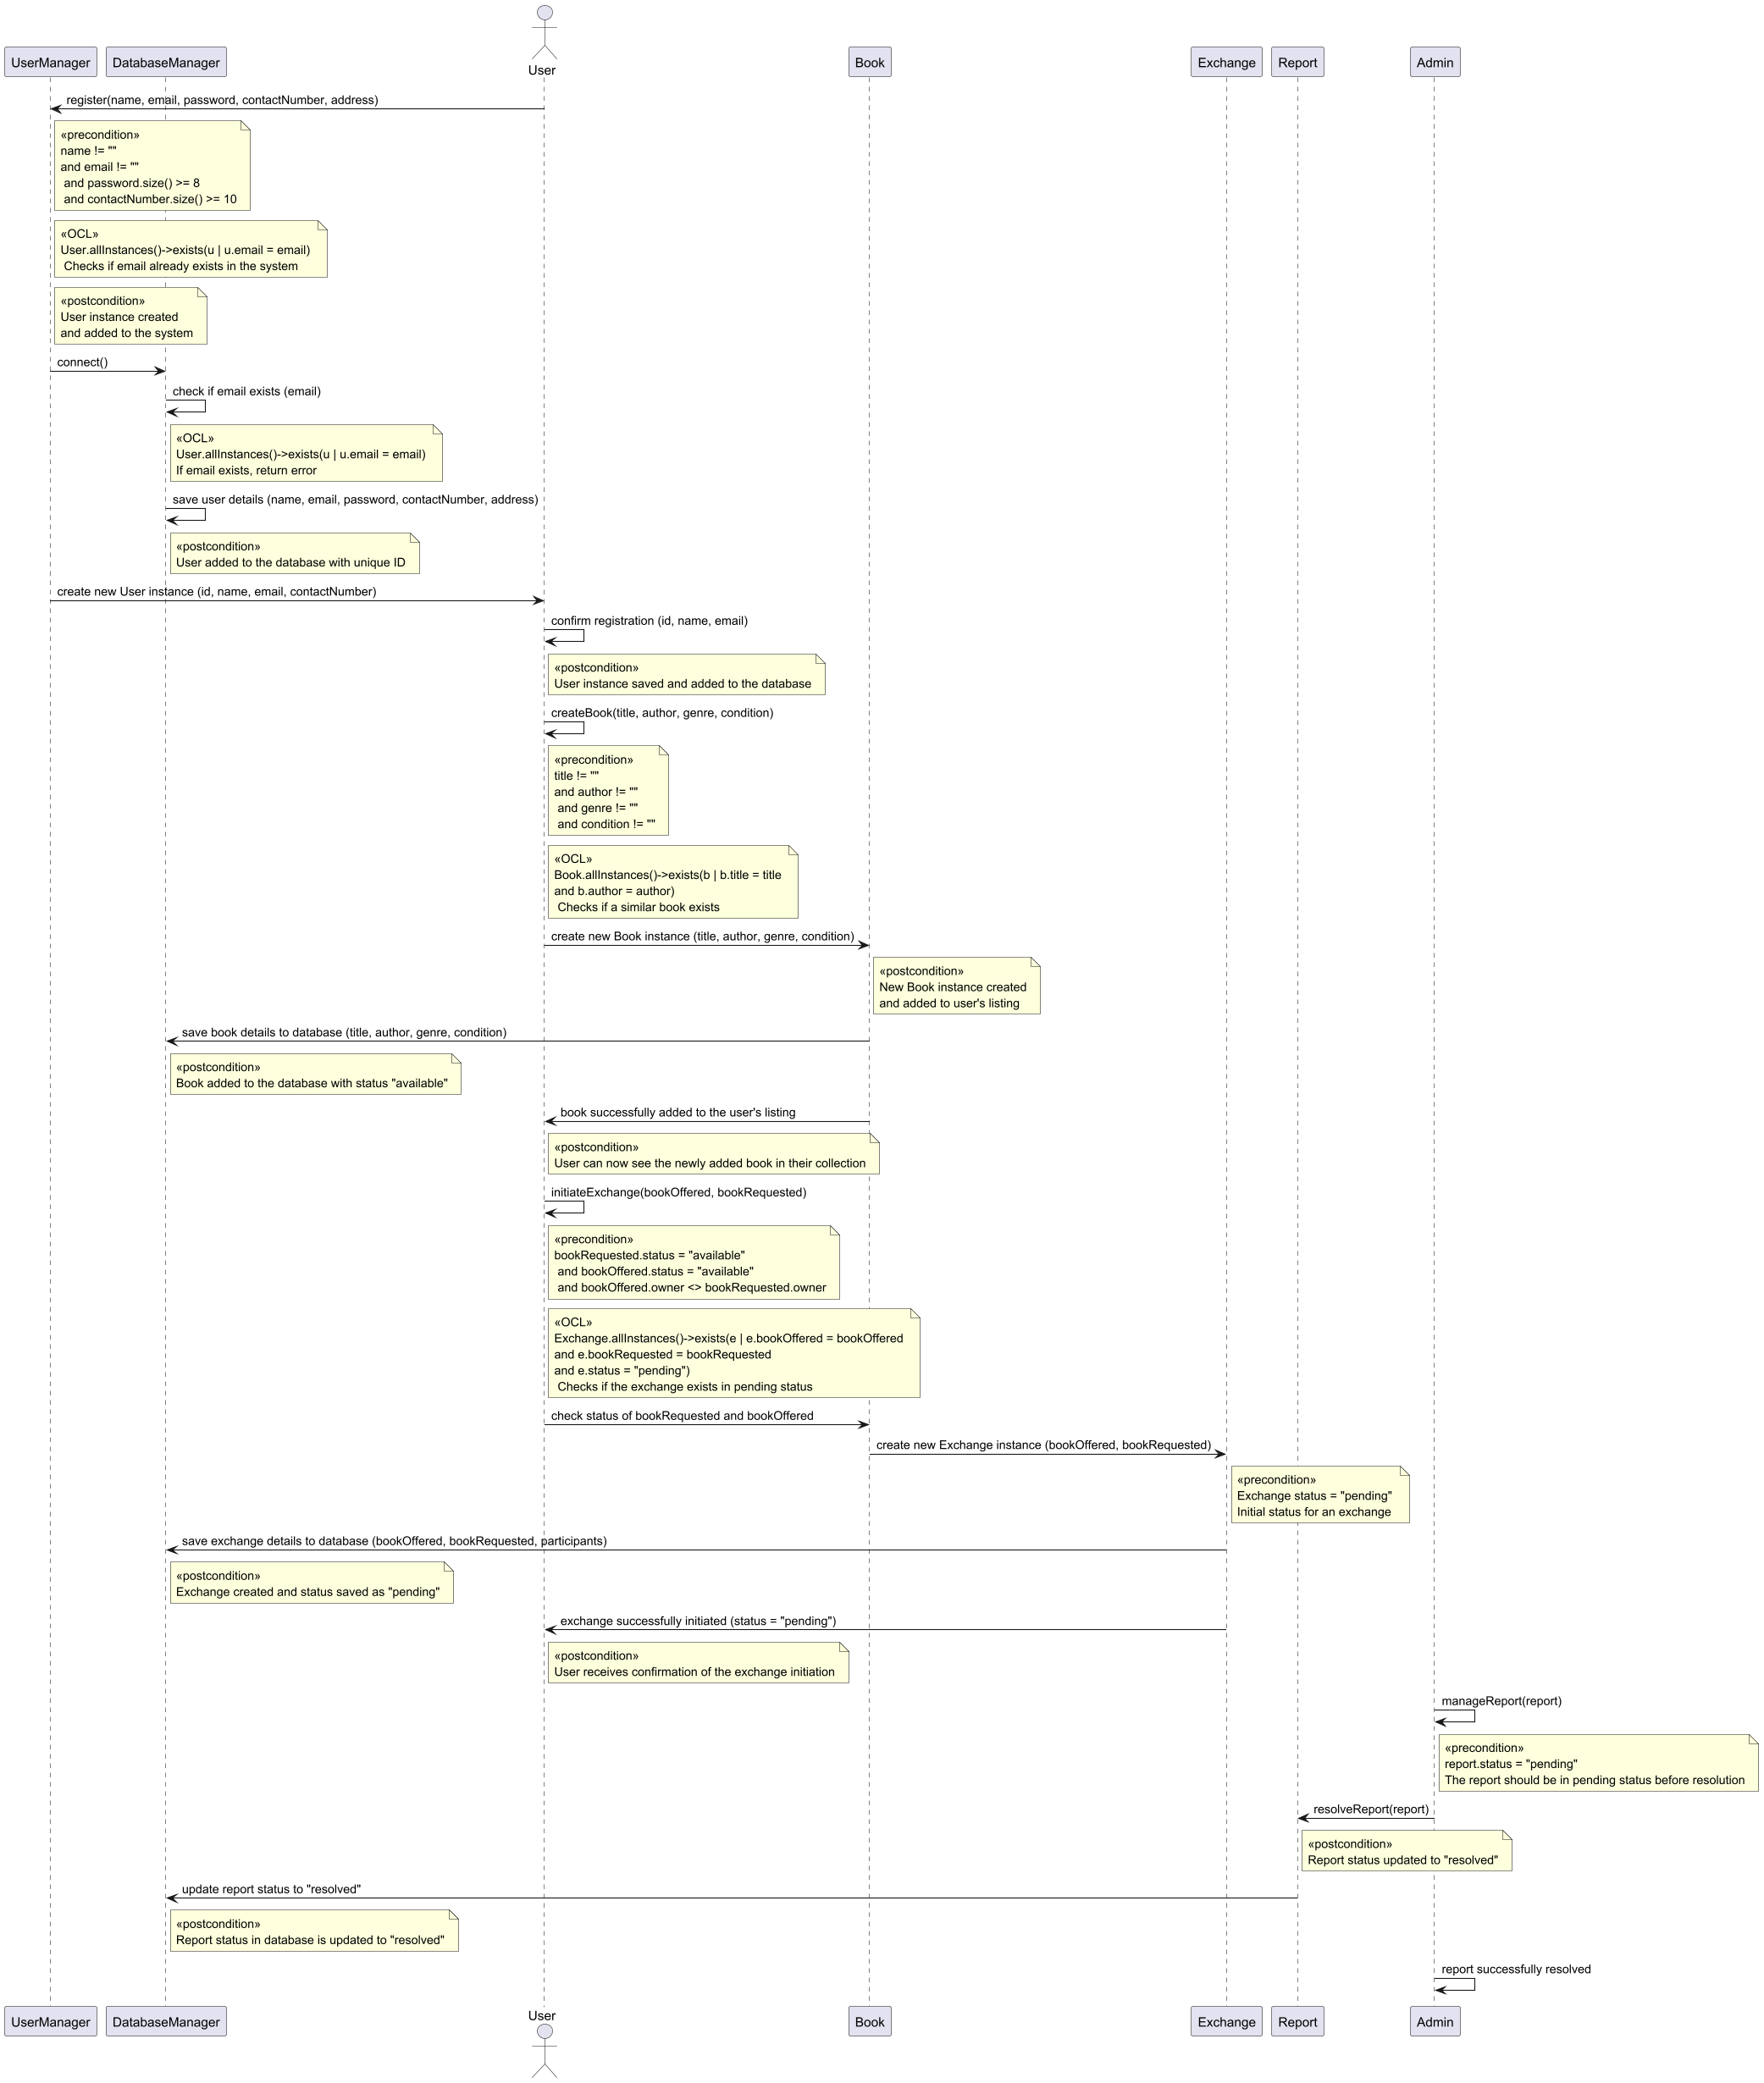 User
UserManager
DatabaseManager
Book
Exchange
Report
Admin
register(name, email, password, contactNumber, address)
«precondition»
name != ""
and email != ""
and password.size() >= 8
and contactNumber.size() >= 10
«OCL»
User.allInstances()->exists(u | u.email = email)
Checks if email already exists in the system
«postcondition»
User instance created
and added to the system
connect()
check if email exists (email)
«OCL»
User.allInstances()->exists(u | u.email = email)
If email exists, return error
save user details (name, email, password, contactNumber, address)
«postcondition»
User added to the database with unique ID
create new User instance (id, name, email, contactNumber)
confirm registration (id, name, email)
«postcondition»
User instance saved and added to the database
createBook(title, author, genre, condition)
«precondition»
title != ""
and author != ""
and genre != ""
and condition != ""
«OCL»
Book.allInstances()->exists(b | b.title = title
and b.author = author)
Checks if a similar book exists
create new Book instance (title, author, genre, condition)
«postcondition»
New Book instance created
and added to user's listing
save book details to database (title, author, genre, condition)
«postcondition»
Book added to the database with status "available"
book successfully added to the user's listing
«postcondition»
User can now see the newly added book in their collection
initiateExchange(bookOffered, bookRequested)
«precondition»
bookRequested.status = "available"
and bookOffered.status = "available"
and bookOffered.owner <> bookRequested.owner
«OCL»
Exchange.allInstances()->exists(e | e.bookOffered = bookOffered
and e.bookRequested = bookRequested
and e.status = "pending")
Checks if the exchange exists in pending status
check status of bookRequested and bookOffered
create new Exchange instance (bookOffered, bookRequested)
«precondition»
Exchange status = "pending"
Initial status for an exchange
save exchange details to database (bookOffered, bookRequested, participants)
«postcondition»
Exchange created and status saved as "pending"
exchange successfully initiated (status = "pending")
«postcondition»
User receives confirmation of the exchange initiation
manageReport(report)
«precondition»
report.status = "pending"
The report should be in pending status before resolution
resolveReport(report)
«postcondition»
Report status updated to "resolved"
update report status to "resolved"
«postcondition»
Report status in database is updated to "resolved"
report successfully resolved
UserManager
DatabaseManager
User
Book
Exchange
Report
Admin